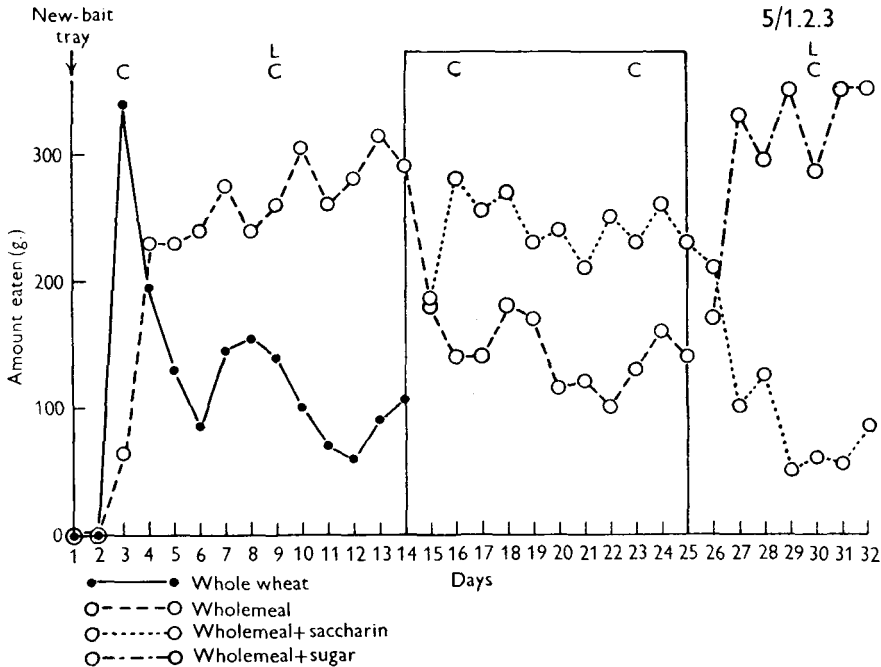 New-bait
tray
5/1.2.3
C
L
C
C
C
L
C
Amount eaten (g.)
300
200
100
0
1 2 3 4 5 6 7 8 9 10 11 12 13 14 15 16 17 18 19 20 21 22 23 24 25 26 27 28 29 30 31 32
Days
Whole wheat
Wholemeal
Wholemeal+saccharin
Wholemeal+sugar